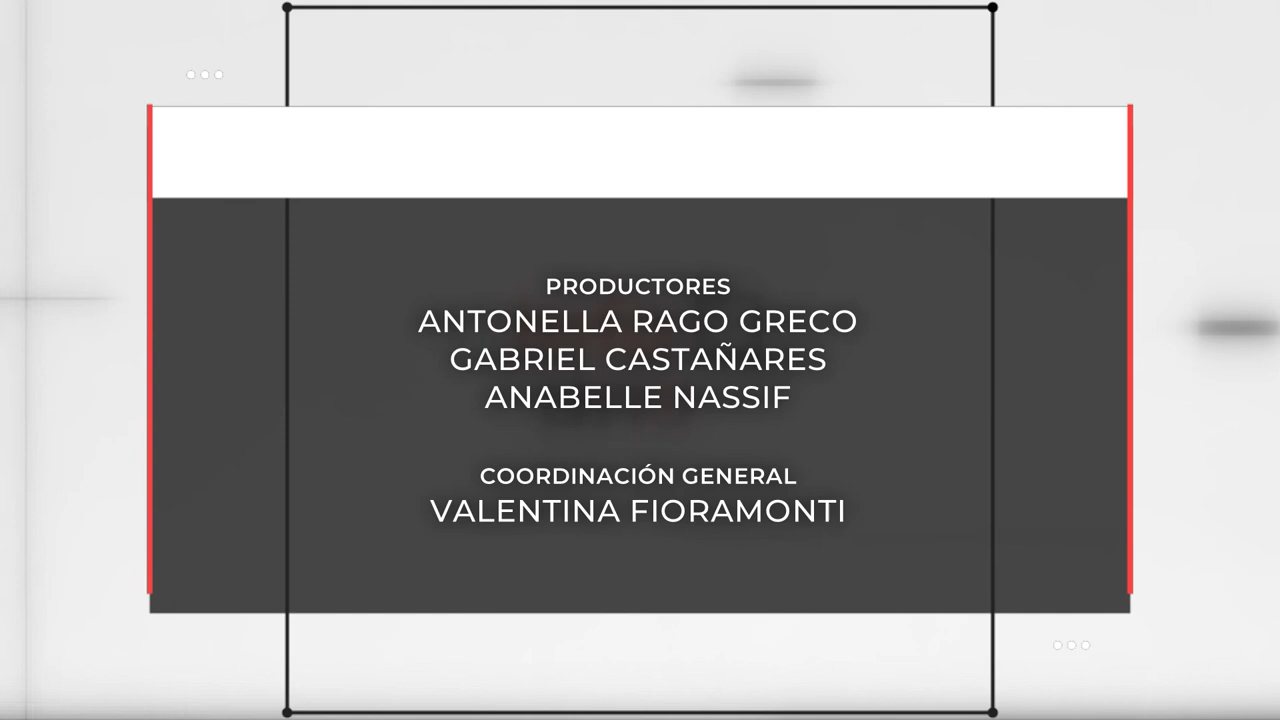 PRODUCTORES
ANTONELLA RAGO GRECO
GABRIEL CASTAÑARES
ANABELLE NASSIF
COORDINACIÓN GENERAL
VALENTINA FIORAMONTI